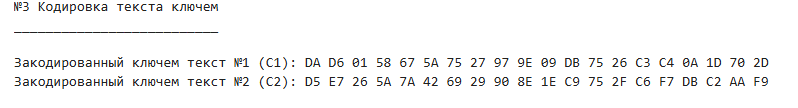 №3 Кодировка текста ключем
___________________________
Закодированный ключем текст №1 (C1): DA D6 01 58 67 5A 75 27 97 9E 09 DB 75 26 C3 C4 0A 1D 70 2D
Закодированный ключем текст №2 (C2): D5 E7 26 5A 7A 42 69 29 90 8E 1E C9 75 2F C6 F7 DB C2 AA F9